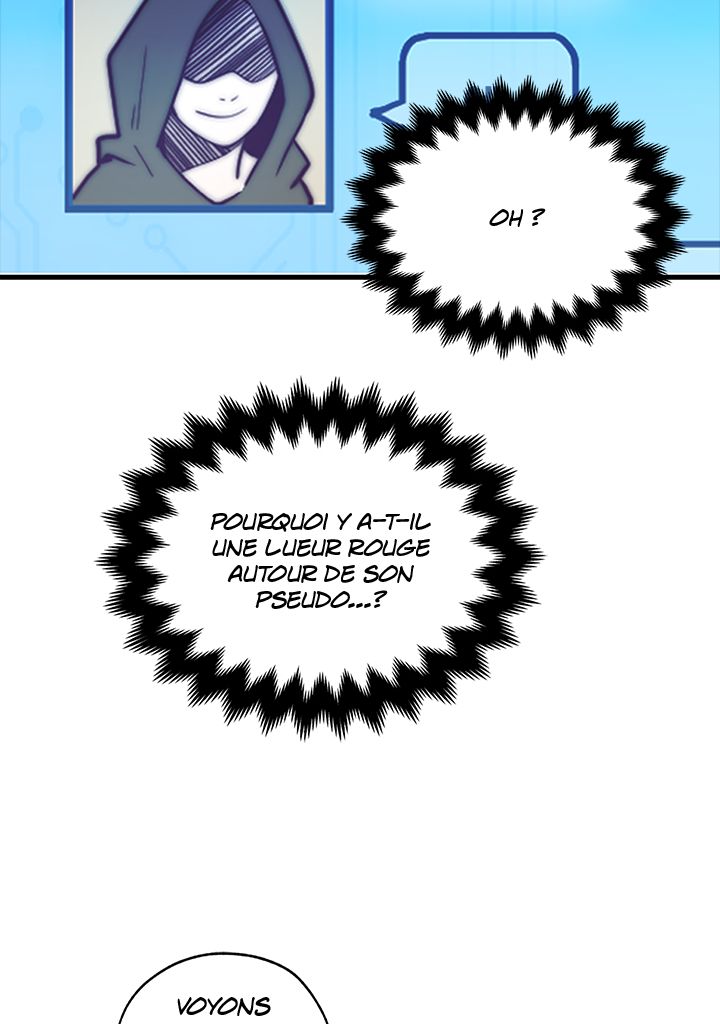 OH ?
POURQUOI Y A-T-IL
UNE LUEUR ROUGE
AUTOUR DE SON
PSEUDO...?
VOYONS